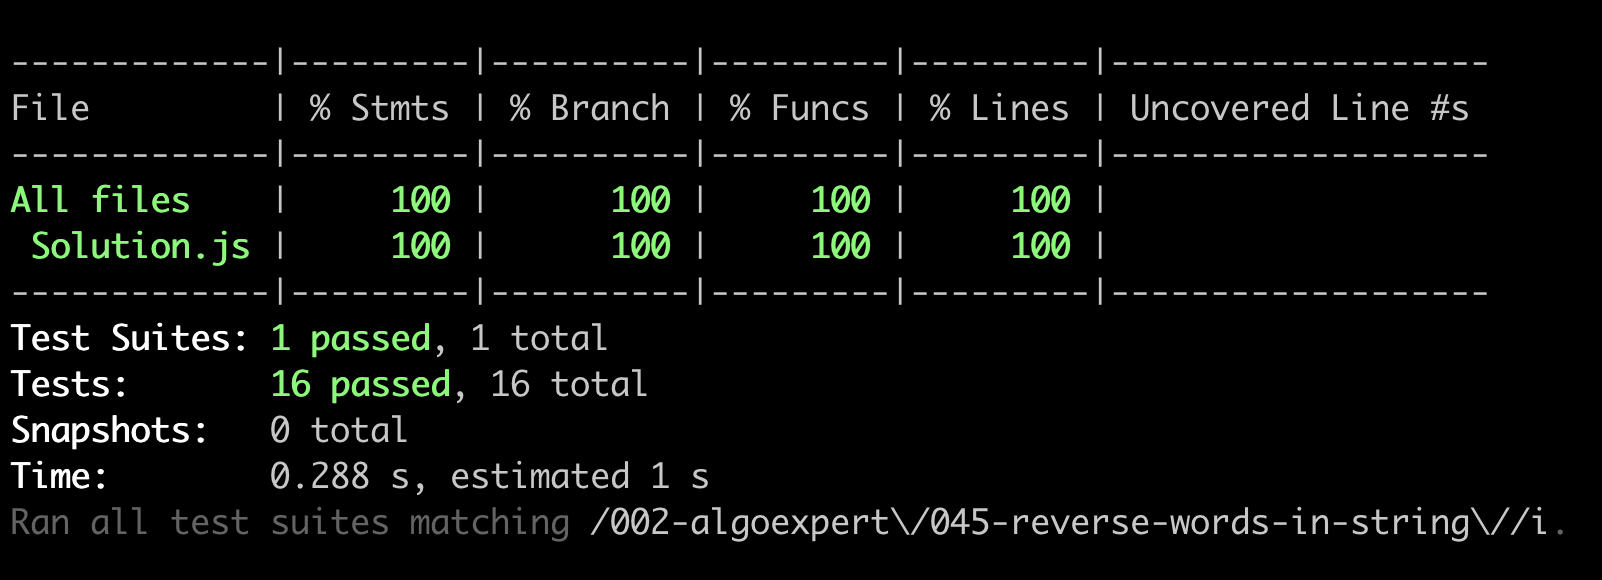 -------------|---------|----------|---------|---------|-------------------
File         | % Stmts | % Branch | % Funcs | % Lines | Uncovered Line #s
-------------|---------|----------|---------|---------|-------------------
All files    |     100 |      100 |     100 |     100 |
 Solution.js |     100 |      100 |     100 |     100 |
-------------|---------|----------|---------|---------|-------------------
Test Suites: 1 passed, 1 total
Tests:       16 passed, 16 total
Snapshots:   0 total
Time:        0.288 s, estimated 1 s
Ran all test suites matching /002-algoexpert\/045-reverse-words-in-string\//i.